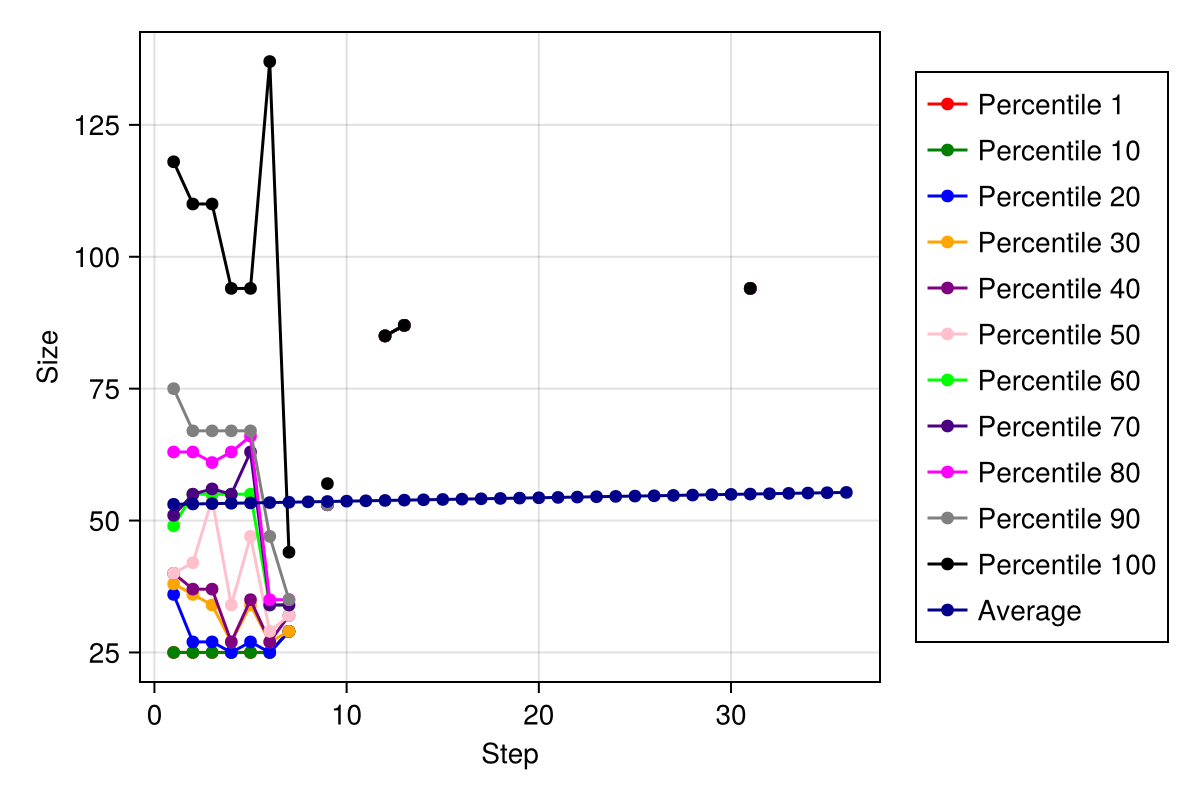 125
100
75
50
25
Size
0 10 20 30
Step
Percentile 1
Percentile 10
Percentile 20
Percentile 30
Percentile 40
Percentile 50
Percentile 60
Percentile 70
Percentile 80
Percentile 90
Percentile 100
Average